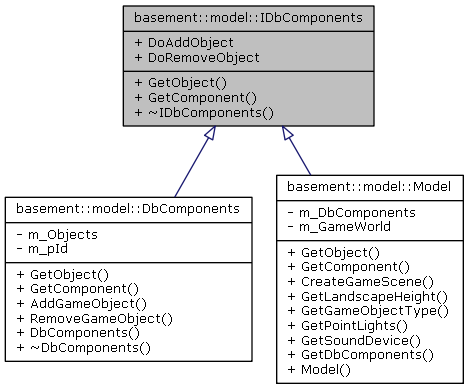 basement::model::IDbComponents
+ DoAddObject
+ DoRemoveObject
+ GetObject()
+ GetComponent()
+ ~IDbComponents()
basement::model::DbComponents
- m_Objects
- m_pId
+ GetObject()
+ GetComponent()
+ AddGameObject()
+ RemoveGameObject()
+ DbComponents()
+ ~DbComponents()
basement::model::Model
- m_DbComponents
- m_GameWorld
+ GetObject()
+ GetComponent()
+ CreateGameScene()
+ GetLandscapeHeight()
+ GetGameObjectType()
+ GetPointLights()
+ GetSoundDevice()
+ GetDbComponents()
+ Model()